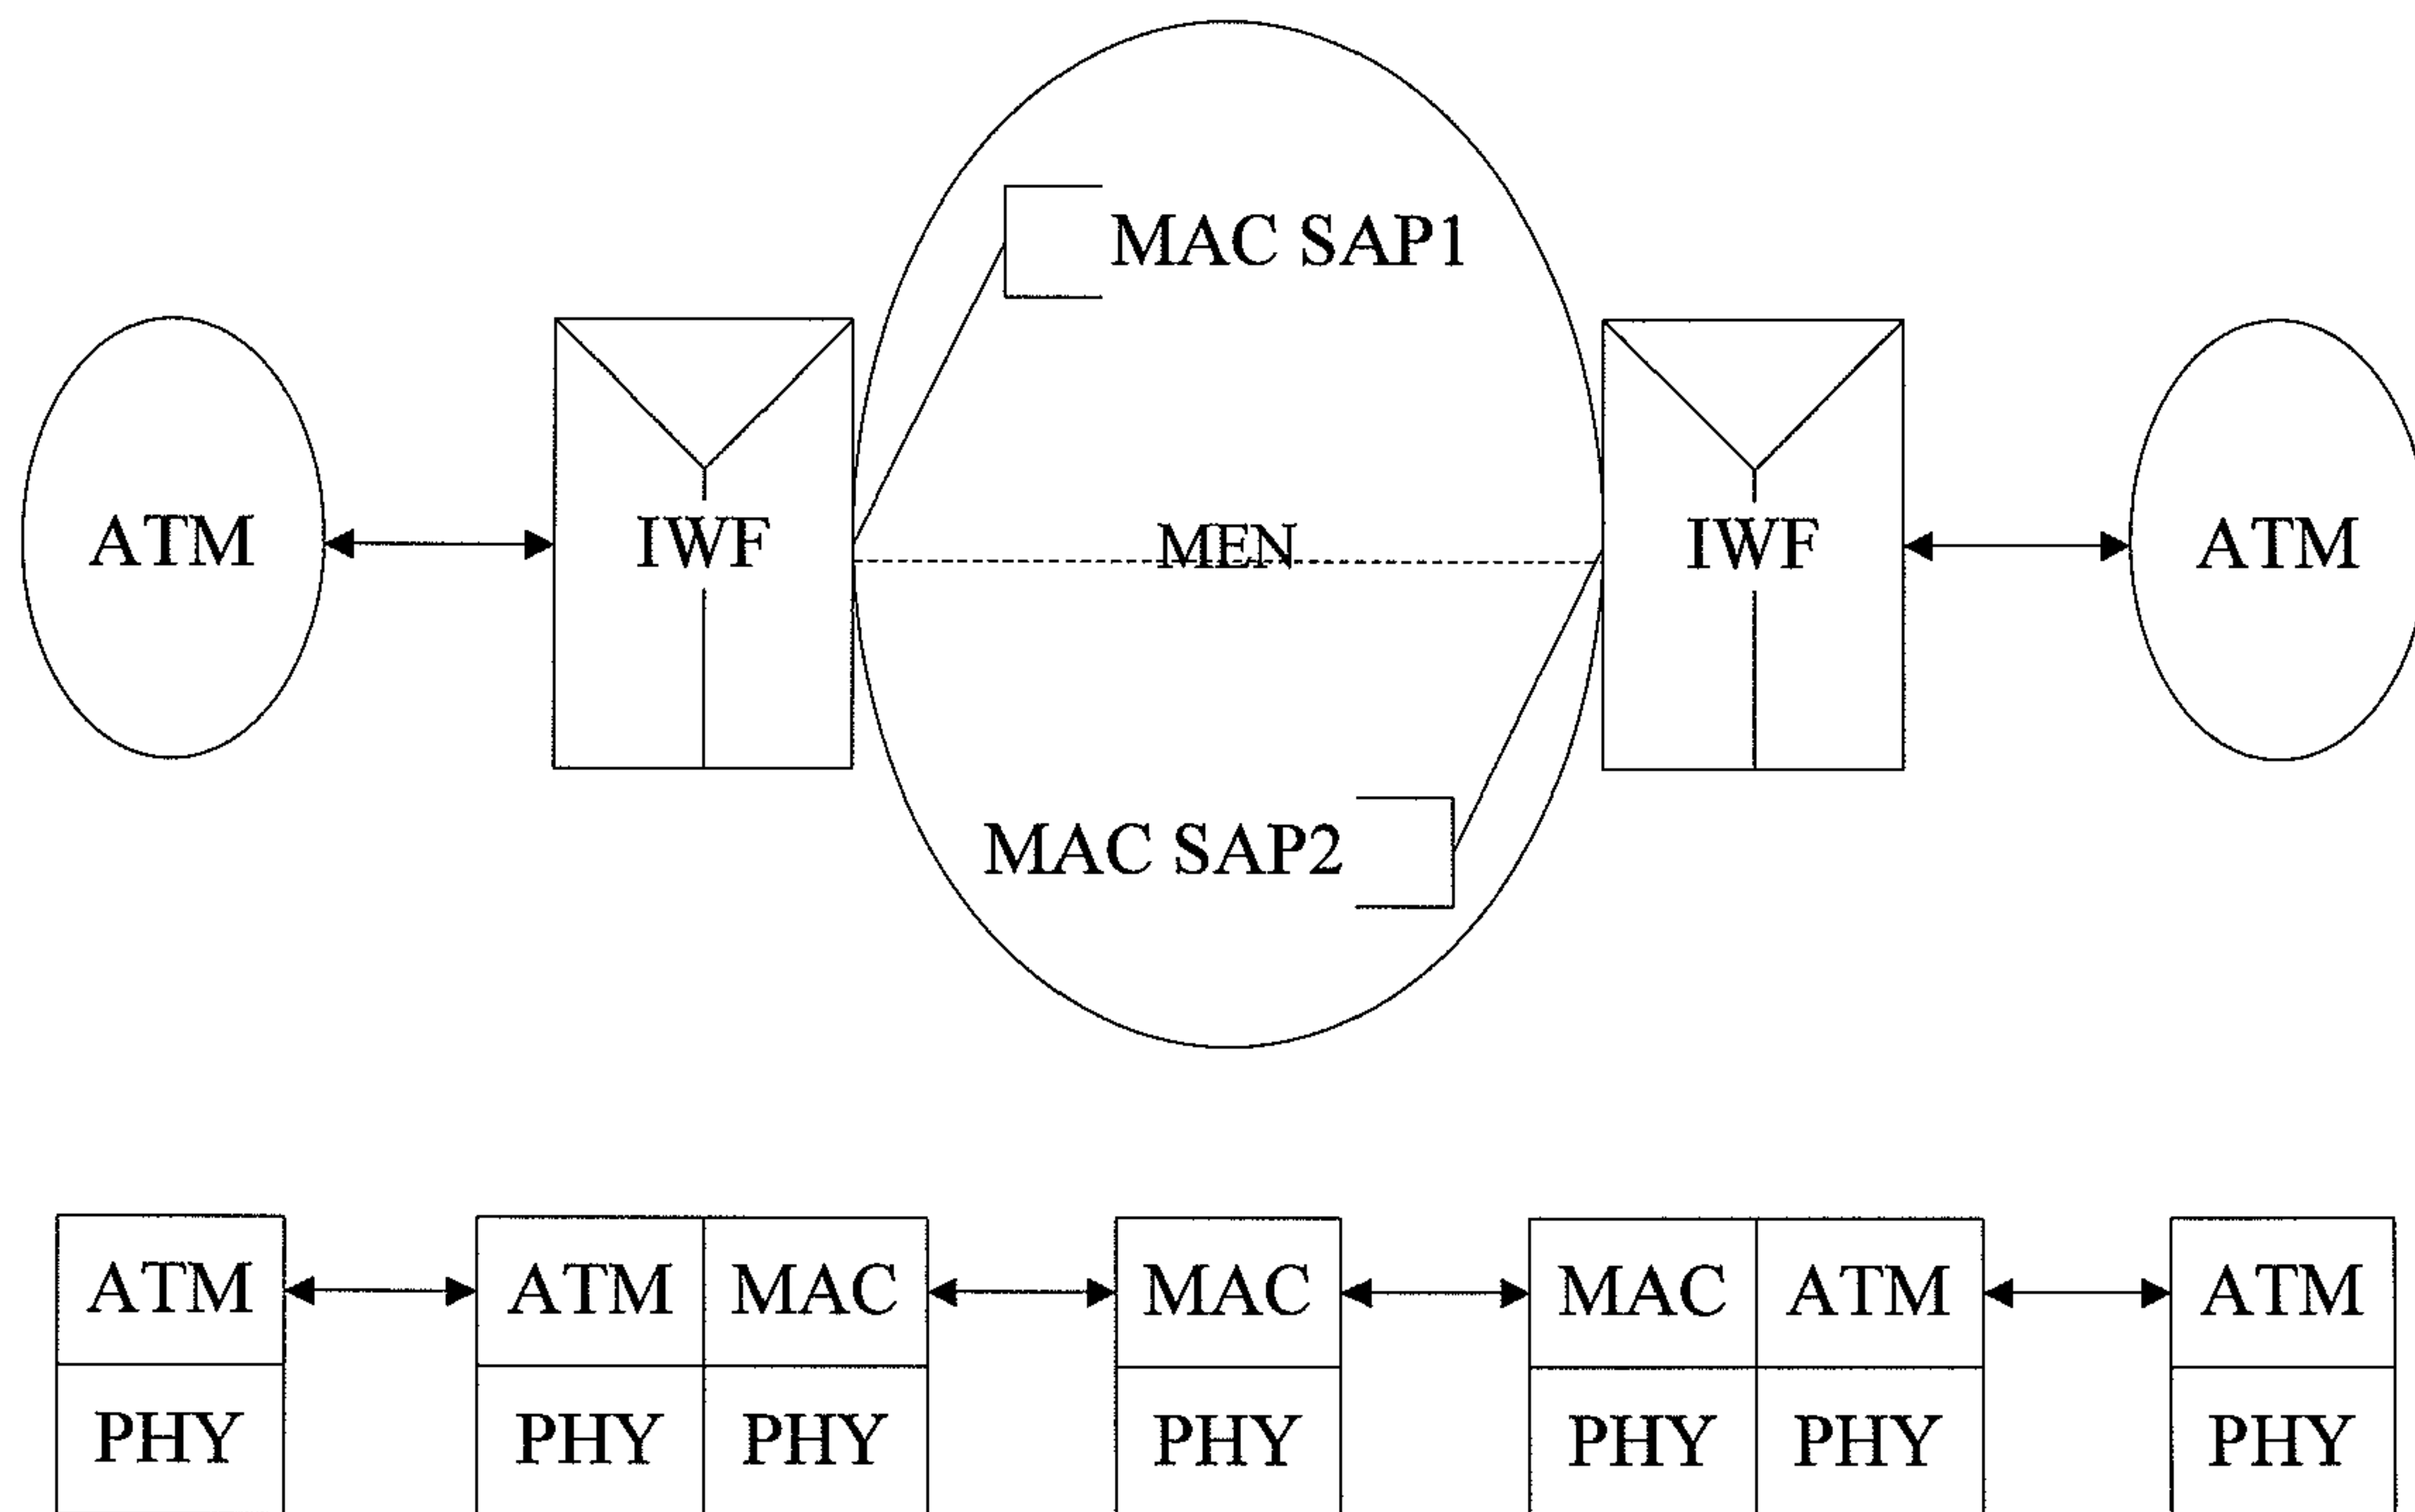 MAC SAP1
ATM IWF MEN IWF ATM
MAC SAP2
ATM ATM MAC MAC MAC ATM ATM
PHY PHY PHY PHY PHY PHY PHY